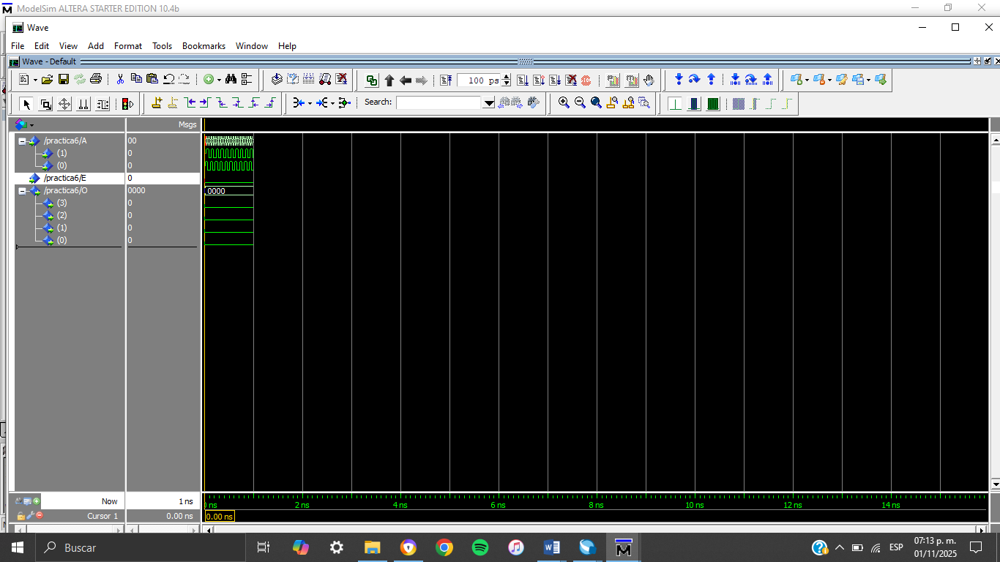 ModelSim ALTERA STARTER EDITION 10.4b
Wave
File Edit View Add Format Tools Bookmarks Window Help
Wave - Default
100 ps
Search:
Msgs
/practica6/A 00
(1) 0
(0) 0
/practica6/E 0
/practica6/O 0000 0000
(3) 0
(2) 0
(1) 0
(0) 0
Now 1 ns
ns 2 ns 4 ns 6 ns 8 ns 10 ns 12 ns 14 ns
Cursor 1 0.00 ns 0.00 ns
Buscar
ESP
07:13 p. m.
01/11/2025